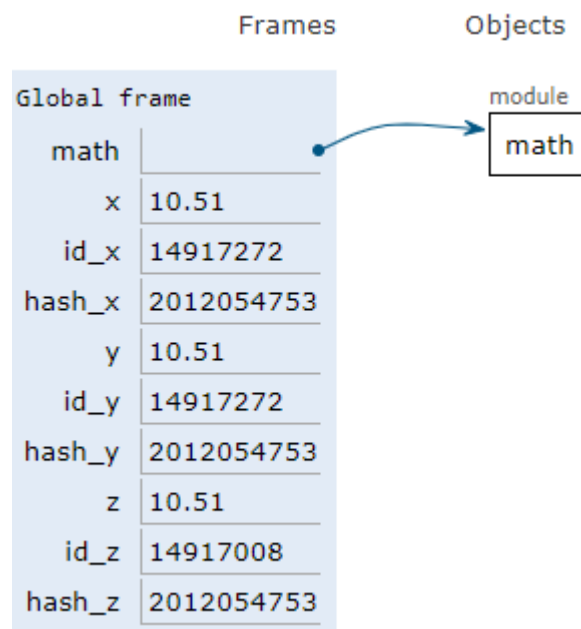 Frames Objects
Global frame
module
math
math
x 10.51
id_x 14917272
hash_x 2012054753
y 10.51
id_y 14917272
hash_y 2012054753
z 10.51
id_z 14917008
hash_z 2012054753